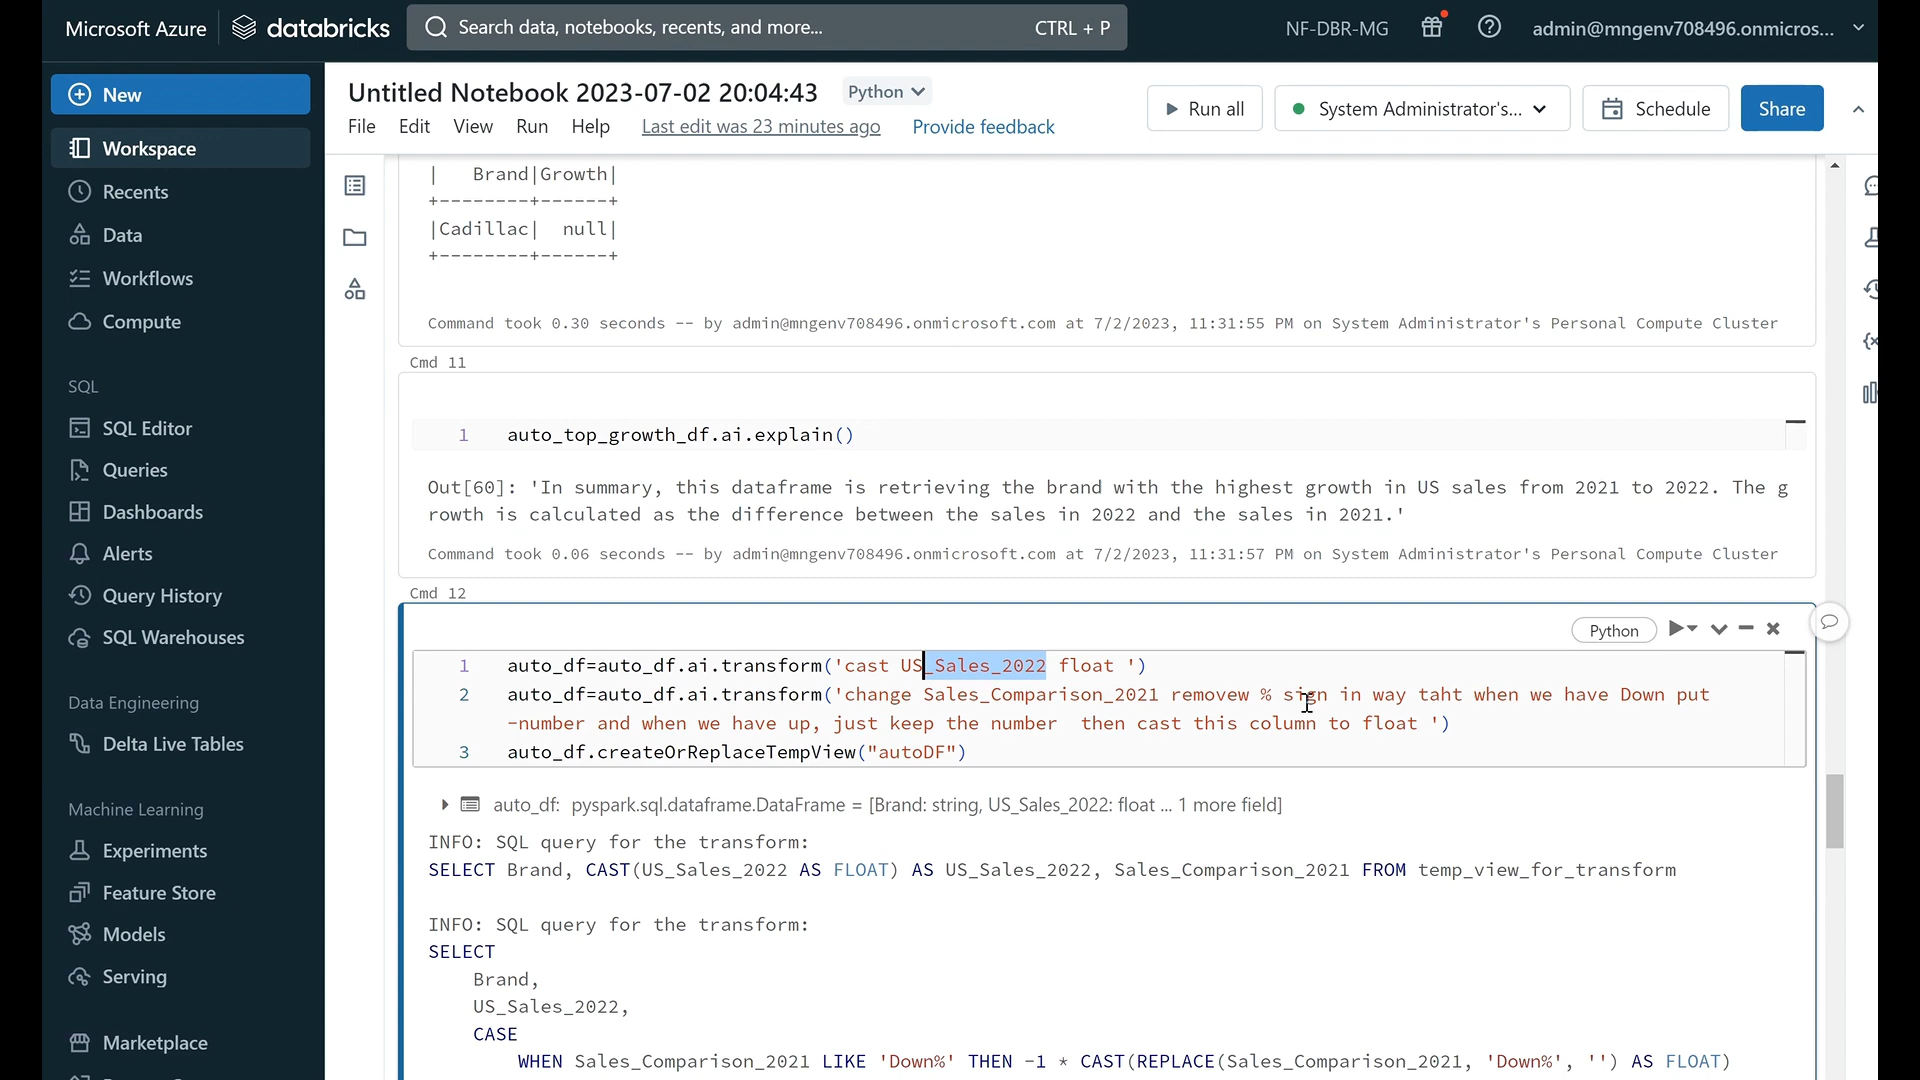 Microsoft Azure databricks Search data, notebooks, recents, and more... CTRL + P NF-DBR-MG admin@mngenv708496.onmicros...
New
Workspace
Recents
Data
Workflows
Compute
SQL
SQL Editor
Queries
Dashboards
Alerts
Query History
SQL Warehouses
Data Engineering
Delta Live Tables
Machine Learning
Experiments
Feature Store
Models
Serving
Marketplace
Untitled Notebook 2023-07-02 20:04:43 Python
File Edit View Run Help Last edit was 23 minutes ago Provide feedback
Run all System Administrator's... Schedule Share
| Brand|Growth|
+--------+------+
|Cadillac| null|
+--------+------+
Command took 0.30 seconds -- by admin@mngenv708496.onmicrosoft.com at 7/2/2023, 11:31:55 PM on System Administrator's Personal Compute Cluster
Cmd 11
1 auto_top_growth_df.ai.explain()
Out[60]: 'In summary, this dataframe is retrieving the brand with the highest growth in US sales from 2021 to 2022. The g
rowth is calculated as the difference between the sales in 2022 and the sales in 2021.'
Command took 0.06 seconds -- by admin@mngenv708496.onmicrosoft.com at 7/2/2023, 11:31:57 PM on System Administrator's Personal Compute Cluster
Cmd 12
Python
1 auto_df=auto_df.ai.transform('cast US_Sales_2022 float ')
2 auto_df=auto_df.ai.transform('change Sales_Comparison_2021 removew % sign in way taht when we have Down put
-number and when we have up, just keep the number then cast this column to float ')
3 auto_df.createOrReplaceTempView("autoDF")
auto_df: pyspark.sql.dataframe.DataFrame = [Brand: string, US_Sales_2022: float ... 1 more field]
INFO: SQL query for the transform:
SELECT Brand, CAST(US_Sales_2022 AS FLOAT) AS US_Sales_2022, Sales_Comparison_2021 FROM temp_view_for_transform
INFO: SQL query for the transform:
SELECT
Brand,
US_Sales_2022,
CASE
WHEN Sales_Comparison_2021 LIKE 'Down%' THEN -1 * CAST(REPLACE(Sales_Comparison_2021, 'Down%', '') AS FLOAT)